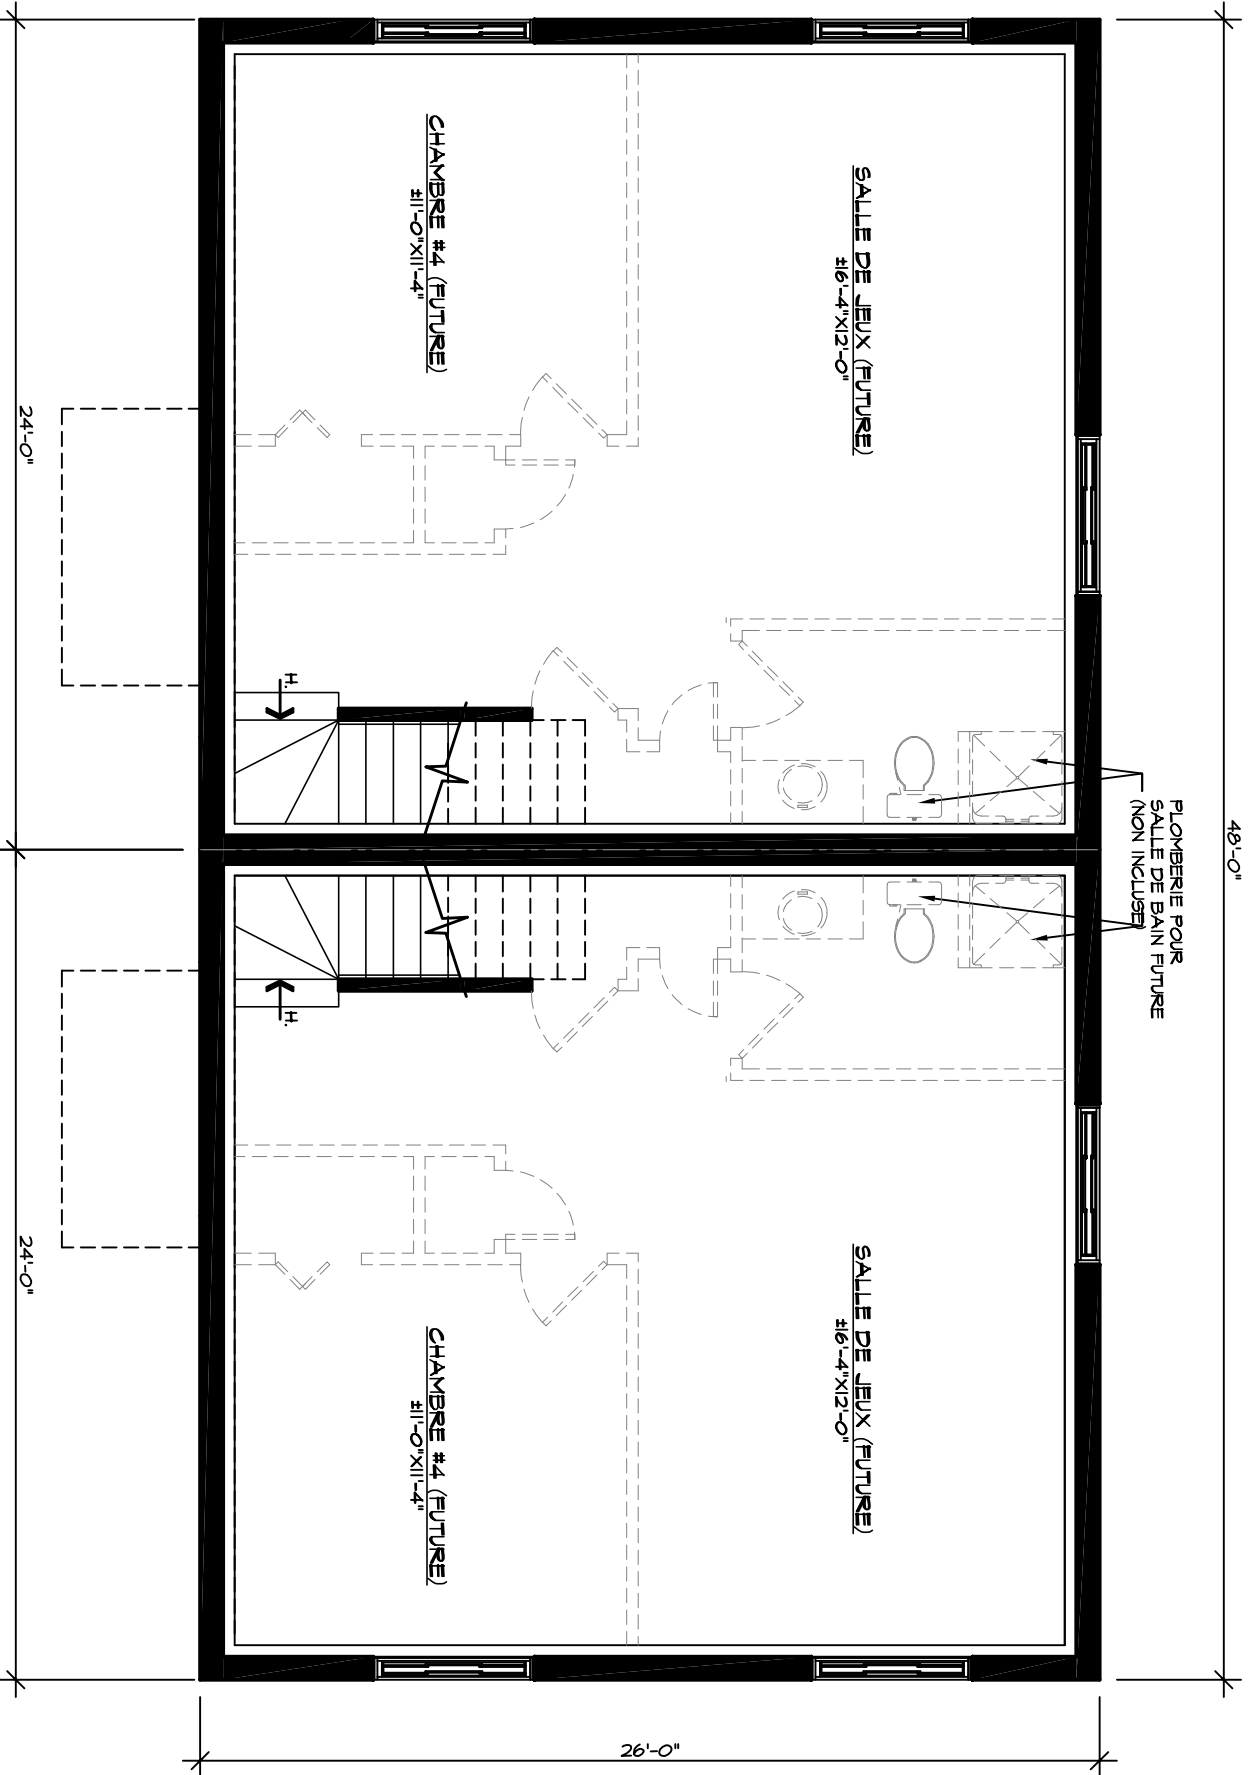 48'-0"
PLOMBERIE POUR
SALLE DE BAIN FUTURE
(NON INCLUSE)
SALLE DE JEUX (FUTURE)
±16'-4"X12'-0"
SALLE DE JEUX (FUTURE)
±16'-4"X12'-0"
CHAMBRE #4 (FUTURE)
±11'-0"X11'-4"
CHAMBRE #4 (FUTURE)
±11'-0"X11'-4"
H.
H.
24'-0"
24'-0"
26'-0"